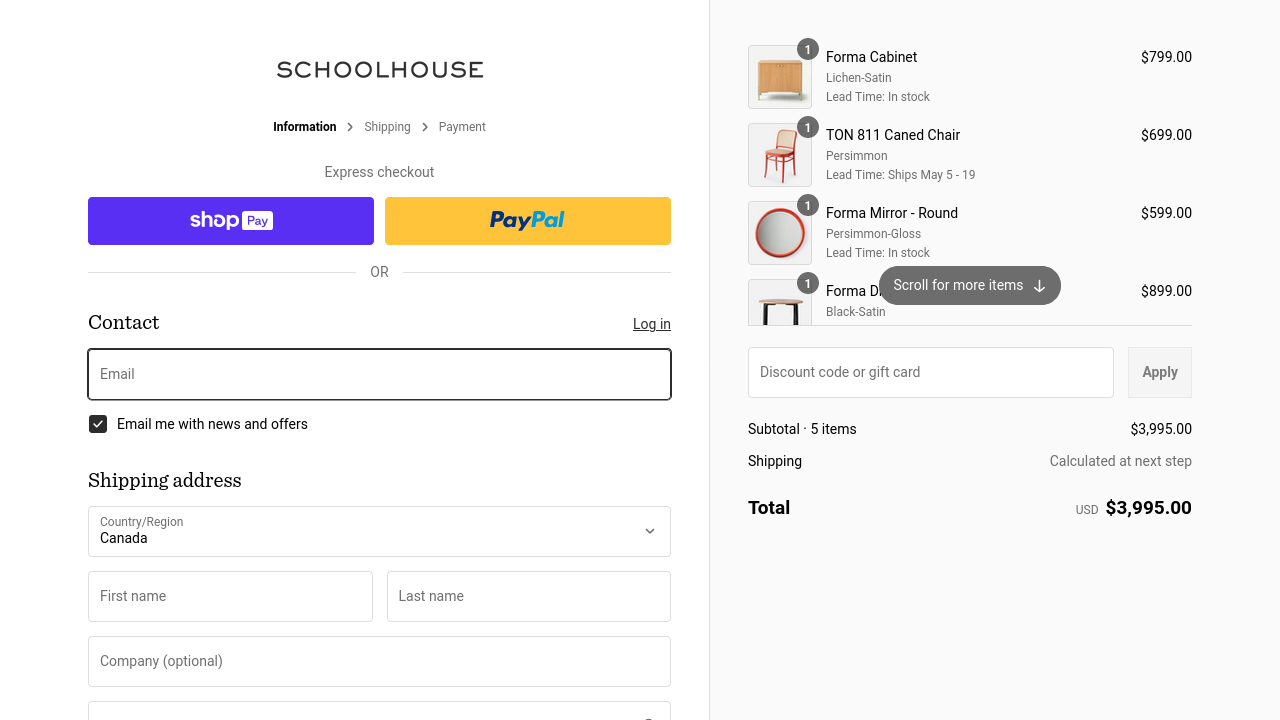 SCHOOLHOUSE
Information > Shipping > Payment
Express checkout
shop Pay
PayPal
OR
Contact
Log in
Email
Email me with news and offers
Shipping address
Country/Region
Canada
First name
Last name
Company (optional)
1
Forma Cabinet
$799.00
Lichen-Satin
Lead Time: In stock
1
TON 811 Caned Chair
$699.00
Persimmon
Lead Time: Ships May 5 - 19
1
Forma Mirror - Round
$599.00
Persimmon-Gloss
Lead Time: In stock
1
Forma
$899.00
Black-Satin
Scroll for more items ↓
Discount code or gift card
Apply
Subtotal · 5 items
$3,995.00
Shipping
Calculated at next step
Total
USD $3,995.00